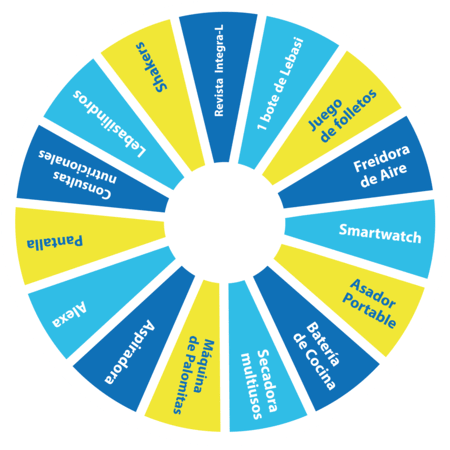 Revista Integra-L
1 bote de Lebasi
Juego
de folletos
Freidora
de Aire
Smartwatch
Asador
Portable
Batería
de Cocina
Secadora
multiusos
Máquina
de Palomitas
Aspiradora
Alexa
Pantalla
Consultas
nutricionales
Lebasilindros
Shakers